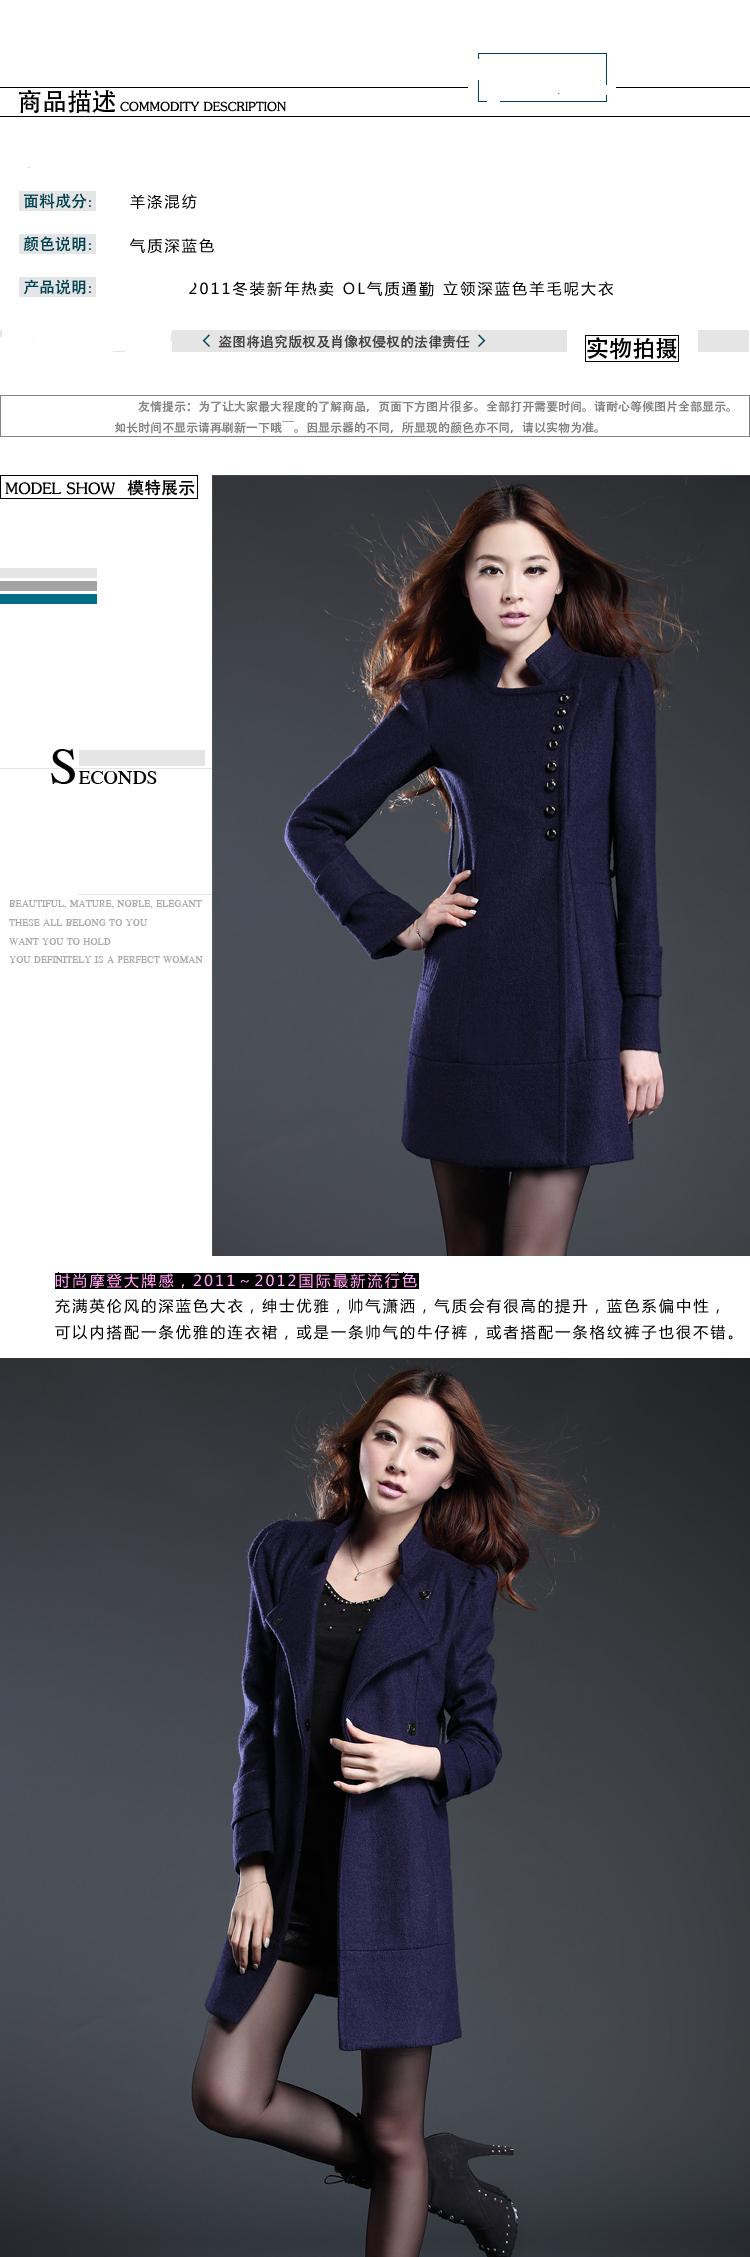 商品描述 COMMODITY DESCRIPTION
面料成分: 羊涤混纺
颜色说明: 气质深蓝色
产品说明: 2011冬装新年热卖 OL气质通勤 立领深蓝色羊毛呢大衣
< 盗图将追究版权及肖像权侵权的法律责任 >
实物拍摄
友情提示：为了让大家最大程度的了解商品，页面下方图片很多。全部打开需要时间。请耐心等候图片全部显示。
如长时间不显示请再刷新一下哦￣。因显示器的不同，所显现的颜色亦不同，请以实物为准。
MODEL SHOW 模特展示
SECONDS
BEAUTIFUL, MATURE, NOBLE, ELEGANT
THESE ALL BELONG TO YOU
WANT YOU TO HOLD
YOU DEFINITELY IS A PERFECT WOMAN
时尚摩登大牌感，2011～2012国际最新流行色
充满英伦风的深蓝色大衣，绅士优雅，帅气潇洒，气质会有很高的提升，蓝色系偏中性，
可以内搭配一条优雅的连衣裙，或是一条帅气的牛仔裤，或者搭配一条格纹裤子也很不错。